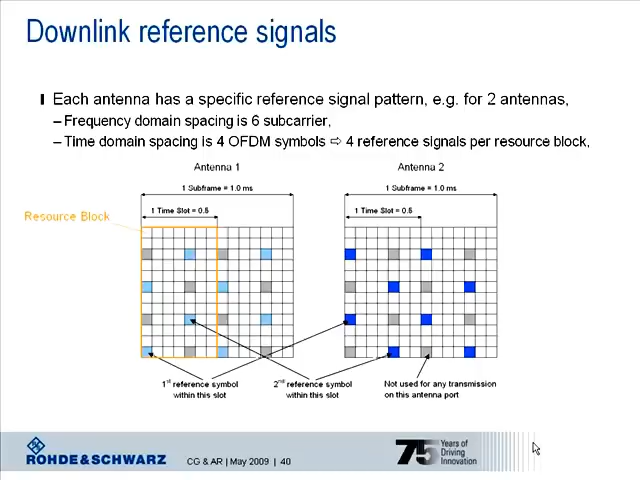 Downlink reference signals
Each antenna has a specific reference signal pattern, e.g. for 2 antennas,
– Frequency domain spacing is 6 subcarrier,
– Time domain spacing is 4 OFDM symbols ⇨ 4 reference signals per resource block,
Antenna 1
Antenna 2
1 Subframe = 1.0 ms
1 Subframe = 1.0 ms
1 Time Slot = 0.5
1 Time Slot = 0.5
Resource Block
1st reference symbol
within this slot
2nd reference symbol
within this slot
Not used for any transmission
on this antenna port
ROHDE&SCHWARZ
CG & AR | May 2009 | 40
75 Years of
Driving
Innovation